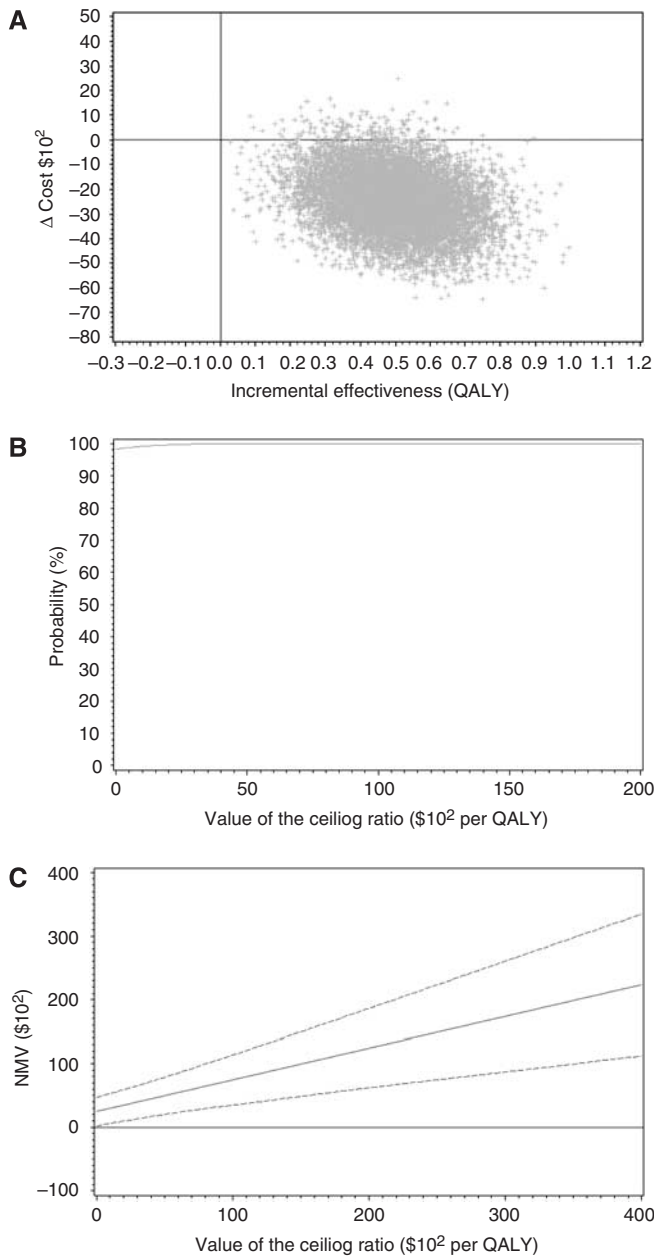 A
50
40
30
20
10
0
–10
–20
–30
–40
–50
–60
–70
–80
Δ Cost $10²
–0.3 –0.2 –0.1 0.0 0.1 0.2 0.3 0.4 0.5 0.6 0.7 0.8 0.9 1.0 1.1 1.2
Incremental effectiveness (QALY)
B
100
90
80
70
60
50
40
30
20
10
0
Probability (%)
0 50 100 150 200
Value of the ceiliog ratio ($10² per QALY)
C
400
300
200
100
0
–100
NMV ($10²)
0 100 200 300 400
Value of the ceiliog ratio ($10² per QALY)